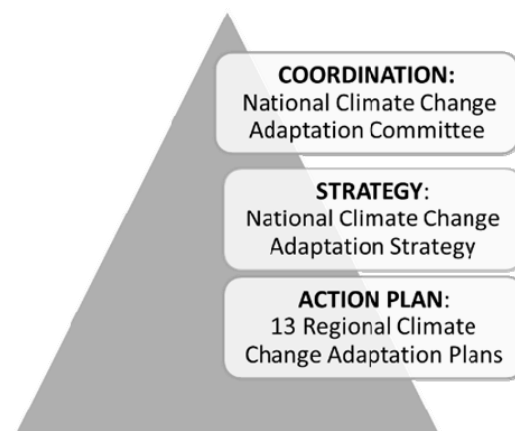 COORDINATION:
National Climate Change
Adaptation Committee
STRATEGY:
National Climate Change
Adaptation Strategy
ACTION PLAN:
13 Regional Climate
Change Adaptation Plans